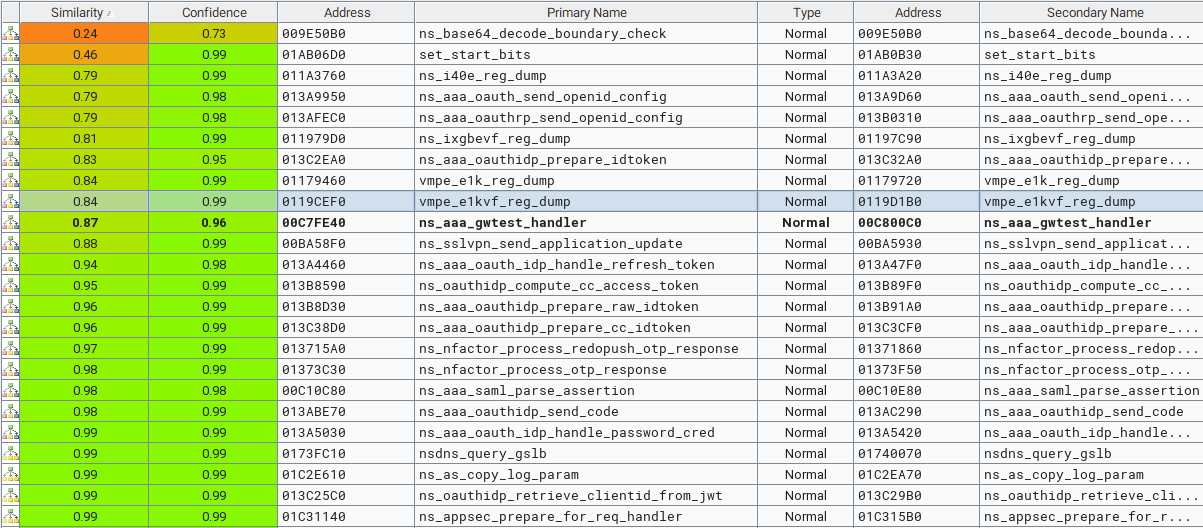 Similarity Confidence Address Primary Name Type Address Secondary Name
0.24 0.73 009E50B0 ns_base64_decode_boundary_check Normal 009E50B0 ns_base64_decode_bounda...
0.46 0.99 01AB06D0 set_start_bits Normal 01AB0B30 set_start_bits
0.79 0.99 011A3760 ns_i40e_reg_dump Normal 011A3A20 ns_i40e_reg_dump
0.79 0.98 013A9950 ns_aaa_oauth_send_openid_config Normal 013A9D60 ns_aaa_oauth_send_openi...
0.79 0.98 013AFEC0 ns_aaa_oauthrp_send_openid_config Normal 013B0310 ns_aaa_oauthrp_send_ope...
0.81 0.99 011979D0 ns_ixgbevf_reg_dump Normal 01197C90 ns_ixgbevf_reg_dump
0.83 0.95 013C2EA0 ns_aaa_oauthidp_prepare_idtoken Normal 013C32A0 ns_aaa_oauthidp_prepare...
0.84 0.99 01179460 vmpe_e1k_reg_dump Normal 01179720 vmpe_e1k_reg_dump
0.84 0.99 0119CEF0 vmpe_e1kvf_reg_dump Normal 0119D1B0 vmpe_e1kvf_reg_dump
0.87 0.96 00C7FE40 ns_aaa_gwtest_handler Normal 00C800C0 ns_aaa_gwtest_handler
0.88 0.99 00BA58F0 ns_sslvpn_send_application_update Normal 00BA5930 ns_sslvpn_send_applicat...
0.94 0.98 013A4460 ns_aaa_oauth_idp_handle_refresh_token Normal 013A47F0 ns_aaa_oauth_idp_handle...
0.95 0.99 013B8590 ns_oauthidp_compute_cc_access_token Normal 013B89F0 ns_oauthidp_compute_cc_...
0.96 0.99 013B8D30 ns_aaa_oauthidp_prepare_raw_idtoken Normal 013B91A0 ns_aaa_oauthidp_prepare...
0.96 0.99 013C38D0 ns_aaa_oauthidp_prepare_cc_idtoken Normal 013C3CF0 ns_aaa_oauthidp_prepare_...
0.97 0.99 013715A0 ns_nfactor_process_redopush_otp_response Normal 01371860 ns_nfactor_process_redop...
0.98 0.99 01373C30 ns_nfactor_process_otp_response Normal 01373F50 ns_nfactor_process_otp_...
0.98 0.98 00C10C80 ns_aaa_saml_parse_assertion Normal 00C10E80 ns_aaa_saml_parse_assertion
0.98 0.99 013ABE70 ns_aaa_oauthidp_send_code Normal 013AC290 ns_aaa_oauthidp_send_code
0.99 0.99 013A5030 ns_aaa_oauth_idp_handle_password_cred Normal 013A5420 ns_aaa_oauth_idp_handle...
0.99 0.99 0173FC10 nsdns_query_gslb Normal 01740070 nsdns_query_gslb
0.99 0.99 01C2E610 ns_as_copy_log_param Normal 01C2EA70 ns_as_copy_log_param
0.99 0.99 013C25C0 ns_oauthidp_retrieve_clientid_from_jwt Normal 013C29B0 ns_oauthidp_retrieve_cli...
0.99 0.99 01C31140 ns_appsec_prepare_for_req_handler Normal 01C315B0 ns_appsec_prepare_for_r...